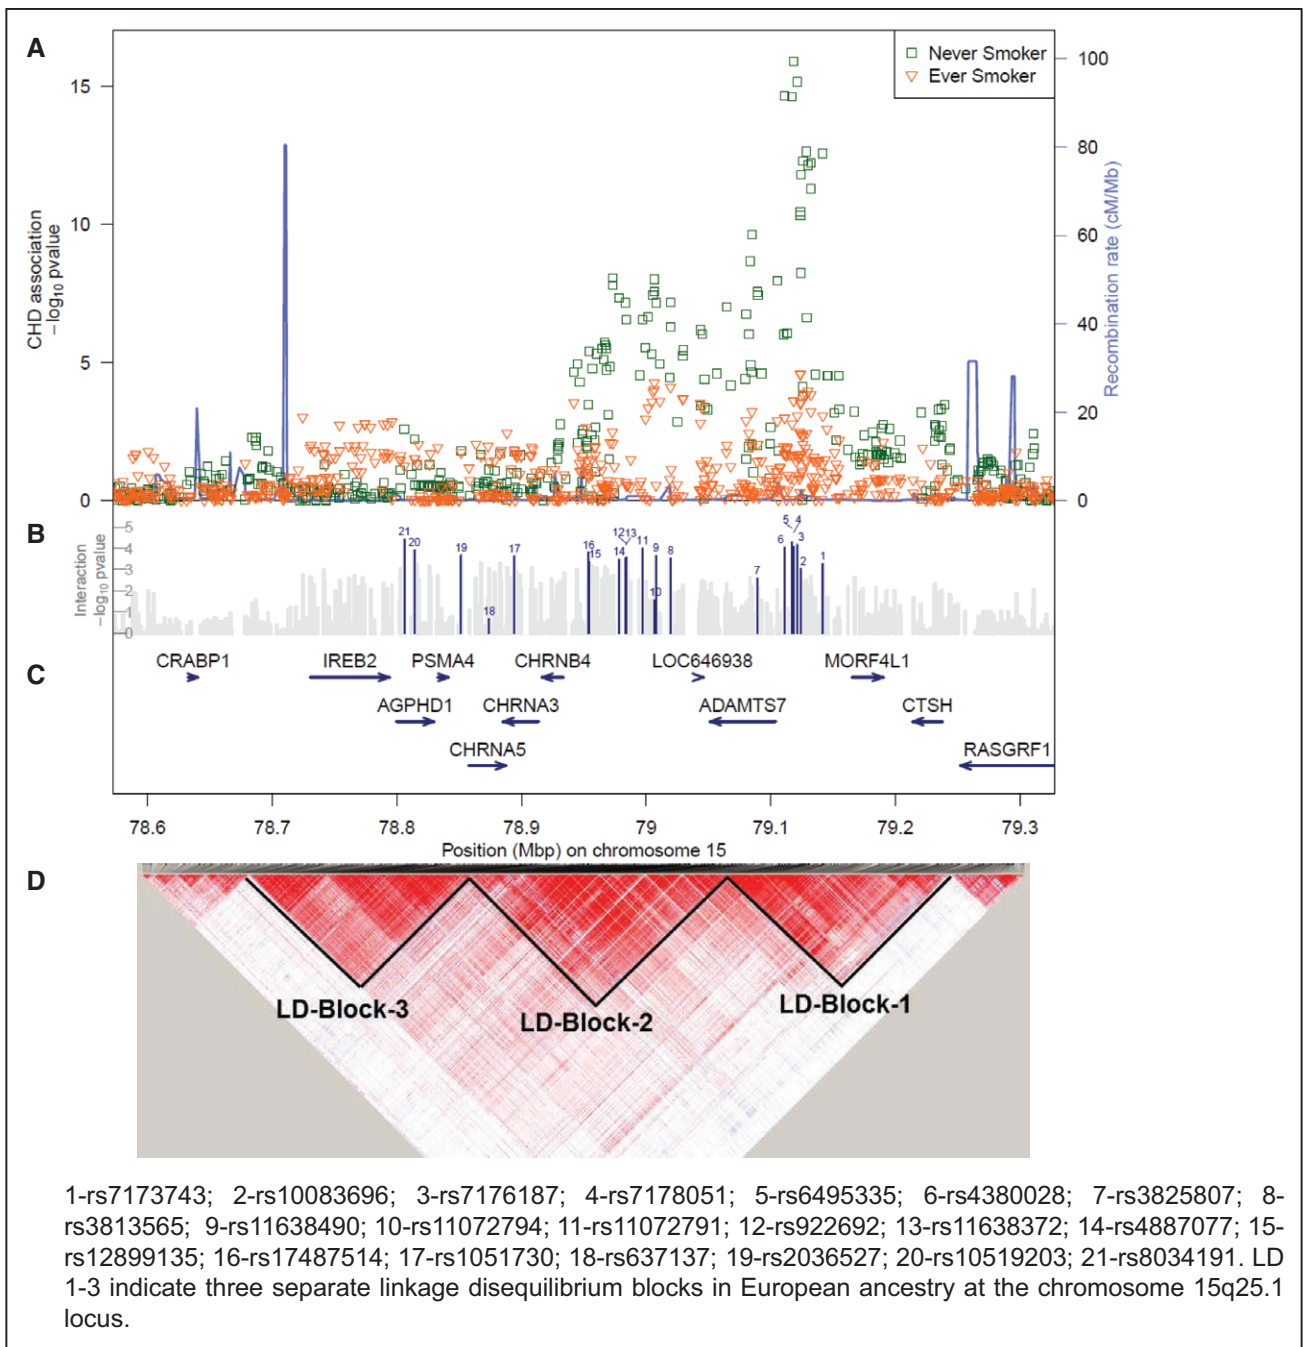 A
Never Smoker
Ever Smoker
CHD association
−log10 pvalue
15
10
5
0
Recombination rate (cM/Mb)
100
80
60
40
20
0
B
Interaction
−log10 pvalue
5
4
3
2
1
0
21
20
19
18
17
16
15
14
12
13
11
10
9
8
7
6
5
4
3
2
1
C
CRABP1 IREB2 PSMA4 CHRNB4 LOC646938 MORF4L1
AGPHD1 CHRNA3 ADAMTS7 CTSH
CHRNA5 RASGRF1
78.6 78.7 78.8 78.9 79 79.1 79.2 79.3
Position (Mbp) on chromosome 15
D
LD-Block-3
LD-Block-2
LD-Block-1
1-rs7173743; 2-rs10083696; 3-rs7176187; 4-rs7178051; 5-rs6495335; 6-rs4380028; 7-rs3825807; 8-
rs3813565; 9-rs11638490; 10-rs11072794; 11-rs11072791; 12-rs922692; 13-rs11638372; 14-rs4887077; 15-
rs12899135; 16-rs17487514; 17-rs1051730; 18-rs637137; 19-rs2036527; 20-rs10519203; 21-rs8034191. LD
1-3 indicate three separate linkage disequilibrium blocks in European ancestry at the chromosome 15q25.1
locus.